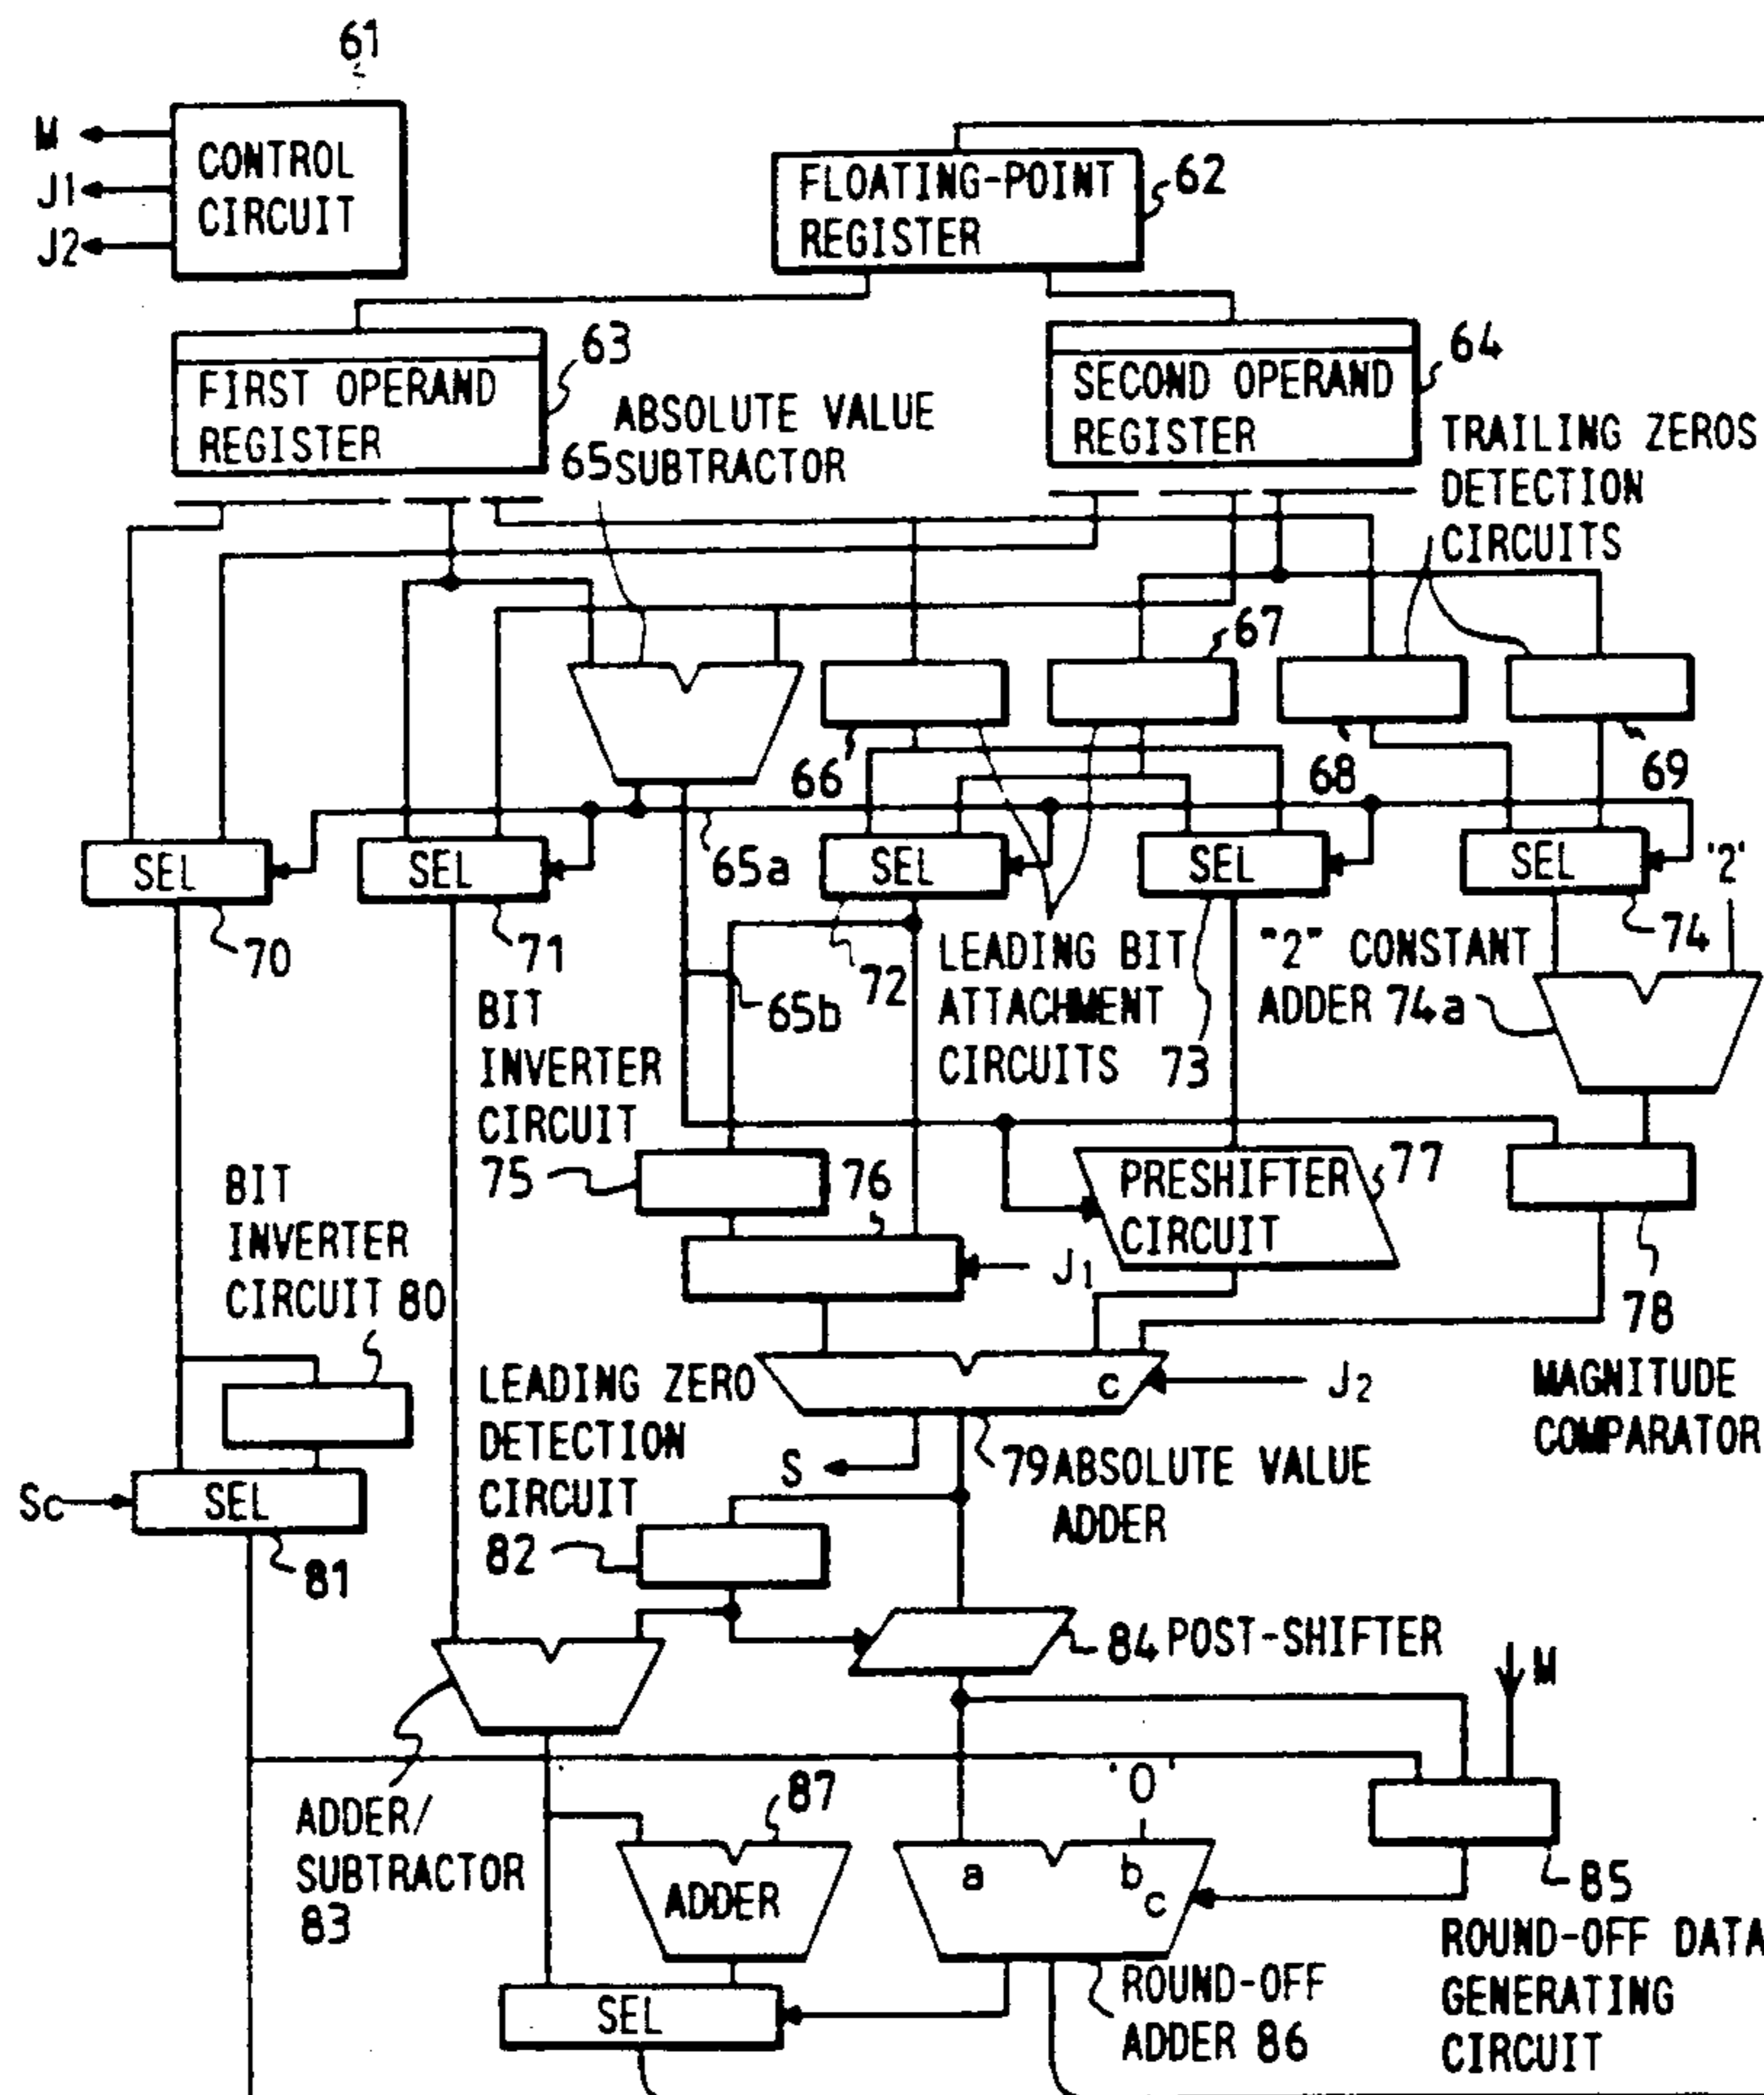 61
M
J1
J2
CONTROL
CIRCUIT
FLOATING-POINT
REGISTER
62
FIRST OPERAND
REGISTER
63
SECOND OPERAND
REGISTER
64
65 ABSOLUTE VALUE
SUBTRACTOR
TRAILING ZEROS
DETECTION
CIRCUITS
66
67
68
69
65a
SEL
SEL
SEL
SEL
SEL
'2'
70
71
72
73
74
65b
LEADING BIT
ATTACHMENT
CIRCUITS
"2" CONSTANT
ADDER 74a
BIT
INVERTER
CIRCUIT
75
76
PRESHIFTER
CIRCUIT
77
J1
78
MAGNITUDE
COMPARATOR
BIT
INVERTER
CIRCUIT 80
c
J2
S
79 ABSOLUTE VALUE
ADDER
LEADING ZERO
DETECTION
CIRCUIT
82
Sc
SEL
81
84 POST-SHIFTER
M
ADDER/
SUBTRACTOR
83
87
ADDER
'0'
a
b
c
85
ROUND-OFF DATA
GENERATING
CIRCUIT
SEL
ROUND-OFF
ADDER 86